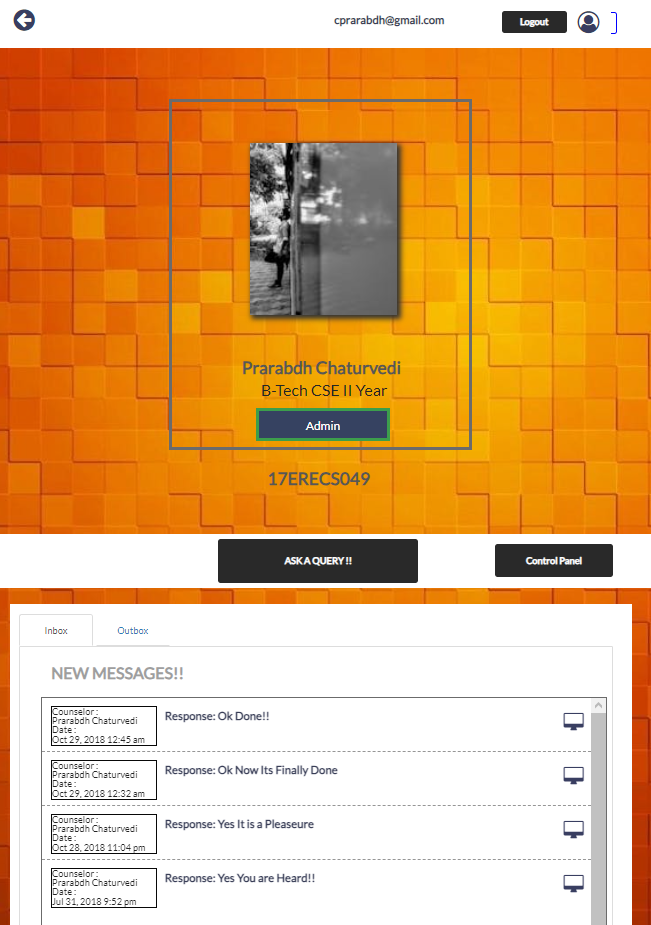 cprarabdh@gmail.com
Logout
Prarabdh Chaturvedi
B-Tech CSE II Year
Admin
17ERECS049
ASK A QUERY !!
Control Panel
Inbox
Outbox
NEW MESSAGES!!
Counselor :
Prarabdh Chaturvedi
Date :
Oct 29, 2018 12:45 am
Response: Ok Done!!
Counselor :
Prarabdh Chaturvedi
Date :
Oct 29, 2018 12:32 am
Response: Ok Now Its Finally Done
Counselor :
Prarabdh Chaturvedi
Date :
Oct 28, 2018 11:04 pm
Response: Yes It is a Pleaseure
Counselor :
Prarabdh Chaturvedi
Date :
Jul 31, 2018 9:52 pm
Response: Yes You are Heard!!